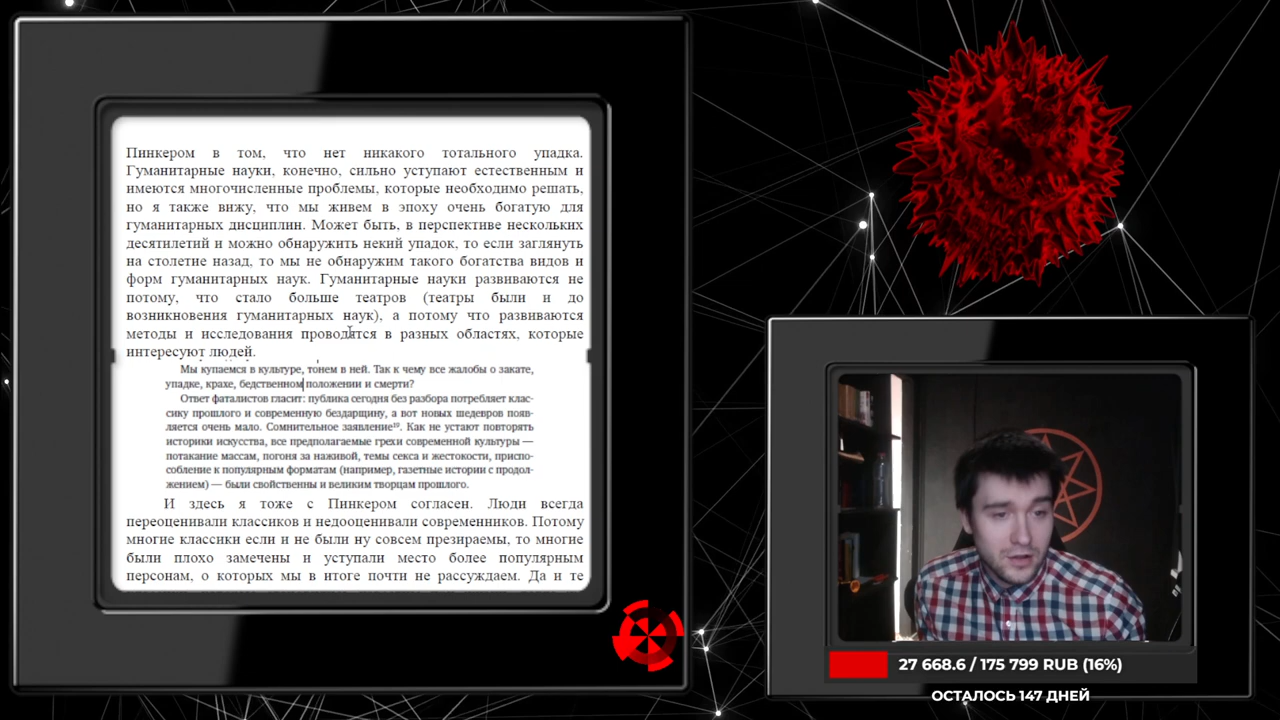 Пинкером в том, что нет никакого тотального упадка.
Гуманитарные науки, конечно, сильно уступают естественным и
имеются многочисленные проблемы, которые необходимо решать,
но я также вижу, что мы живем в эпоху очень богатую для
гуманитарных дисциплин. Может быть, в перспективе нескольких
десятилетий и можно обнаружить некий упадок, то если заглянуть
на столетие назад, то мы не обнаружим такого богатства видов и
форм гуманитарных наук. Гуманитарные науки развиваются не
потому, что стало больше театров (театры были и до
возникновения гуманитарных наук), а потому что развиваются
методы и исследования проводятся в разных областях, которые
интересуют людей.
Мы купаемся в культуре, тонем в ней. Так к чему все жалобы о закате,
упадке, крахе, бедственном положении и смерти?
Ответ фаталистов гласит: публика сегодня без разбора потребляет клас-
сику прошлого и современную бездарщину, а вот новых шедевров появ-
ляется очень мало. Сомнительное заявление¹⁹. Как не устают повторять
историки искусства, все предполагаемые грехи современной культуры —
потакание массам, погоня за наживой, темы секса и жестокости, приспо-
собление к популярным форматам (например, газетные истории с продол-
жением) — были свойственны и великим творцам прошлого.
И здесь я тоже с Пинкером согласен. Люди всегда
переоценивали классиков и недооценивали современников. Потому
многие классики если и не были ну совсем презираемы, то многие
были плохо замечены и уступали место более популярным
персонам, о которых мы в итоге почти не рассуждаем. Да и те
27 668.6 / 175 799 RUB (16%)
ОСТАЛОСЬ 147 ДНЕЙ